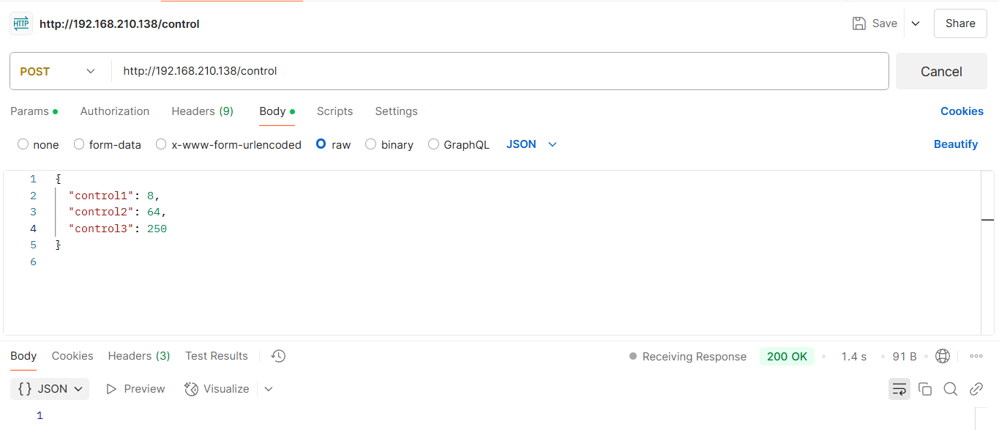 HTTP http://192.168.210.138/control Save Share
POST http://192.168.210.138/control Cancel
Params Authorization Headers (9) Body Scripts Settings Cookies
none form-data x-www-form-urlencoded raw binary GraphQL JSON Beautify
1 {
2 "control1": 8,
3 "control2": 64,
4 "control3": 250
5 }
6
Body Cookies Headers (3) Test Results Receiving Response 200 OK 1.4 s 91 B
{} JSON Preview Visualize
1